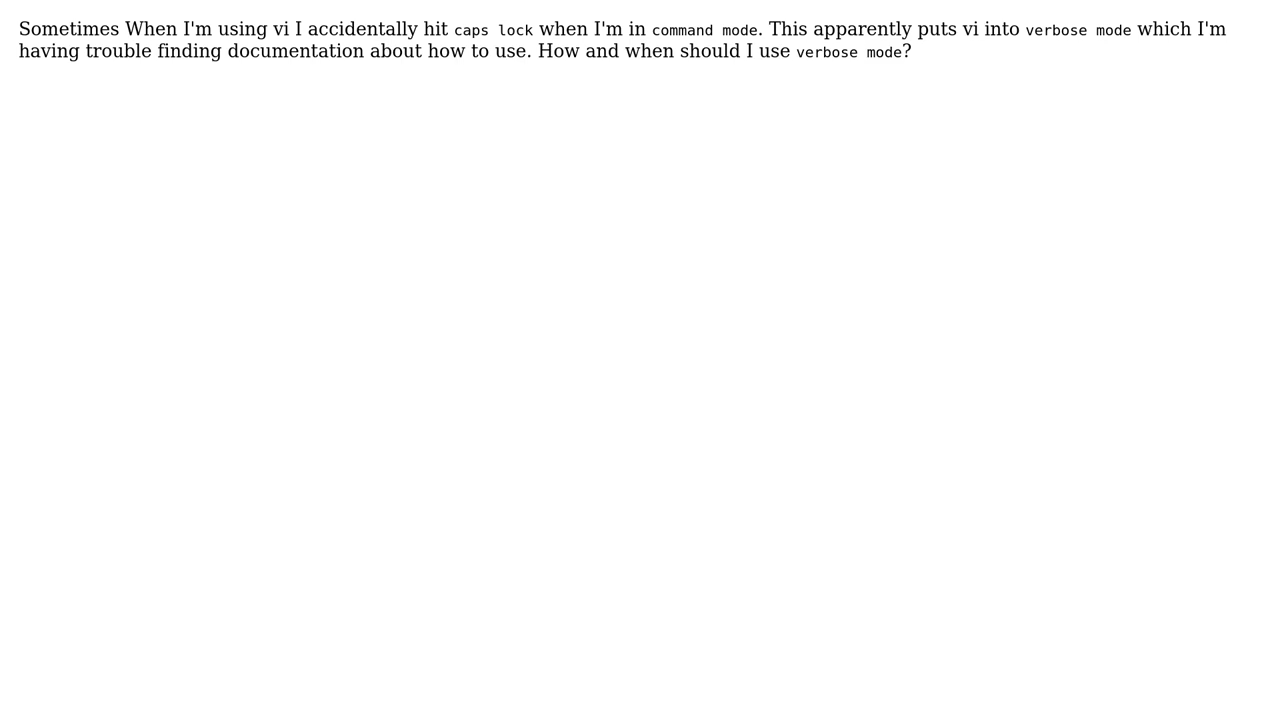 Sometimes When I'm using vi I accidentally hit caps lock when I'm in command mode. This apparently puts vi into verbose mode which I'm
having trouble finding documentation about how to use. How and when should I use verbose mode?